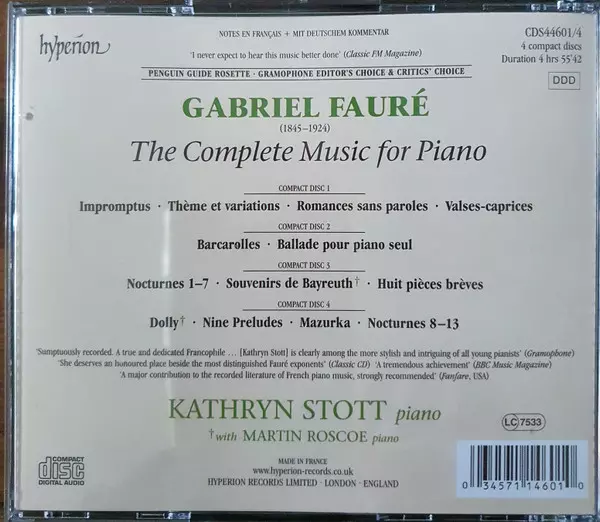 NOTES EN FRANÇAIS + MIT DEUTSCHEM KOMMENTAR
hyperion
CDS44601/4
4 compact discs
Duration 4 hrs 55'42
DDD
'I never expect to hear this music better done' (Classic FM Magazine)
PENGUIN GUIDE ROSETTE · GRAMOPHONE EDITOR'S CHOICE & CRITICS' CHOICE
GABRIEL FAURÉ
(1845–1924)
The Complete Music for Piano
COMPACT DISC 1
Impromptus · Thème et variations · Romances sans paroles · Valses-caprices
COMPACT DISC 2
Barcarolles · Ballade pour piano seul
COMPACT DISC 3
Nocturnes 1–7 · Souvenirs de Bayreuth† · Huit pièces brèves
COMPACT DISC 4
Dolly† · Nine Preludes · Mazurka · Nocturnes 8–13
'Sumptuously recorded. A true and dedicated Francophile … [Kathryn Stott] is clearly among the more stylish and intriguing of all young pianists' (Gramophone)
'She deserves an honoured place beside the most distinguished Fauré exponents' (Classic CD) 'A tremendous achievement' (BBC Music Magazine)
'A major contribution to the recorded literature of French piano music, strongly recommended' (Fanfare, USA)
KATHRYN STOTT piano
†with MARTIN ROSCOE piano
LC 7533
COMPACT
disc
DIGITAL AUDIO
MADE IN FRANCE
www.hyperion-records.co.uk
HYPERION RECORDS LIMITED · LONDON · ENGLAND
0 34571 14601 0